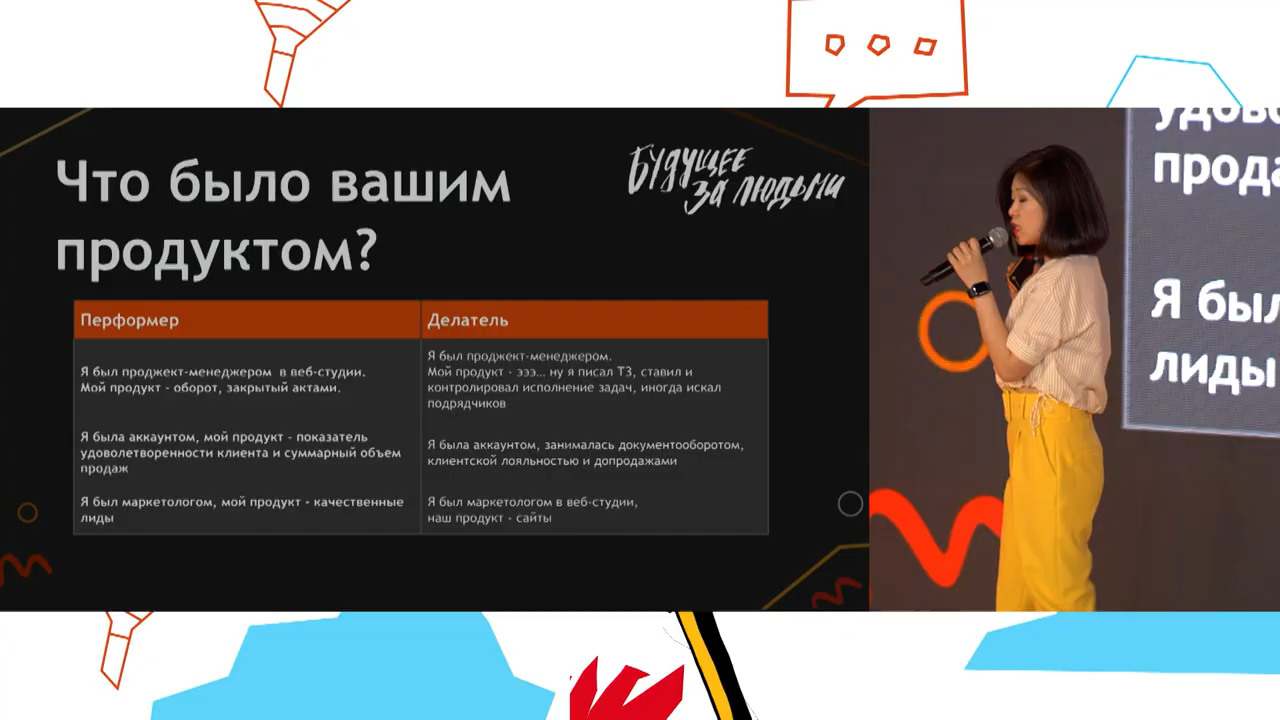 Что было вашим
продуктом?
БУДУЩЕЕ
ЗА ЛЮДЬМИ
Перформер
Делатель
Я был проджект-менеджером в веб-студии.
Мой продукт - оборот, закрытый актами.
Я был проджект-менеджером.
Мой продукт - эээ... ну я писал ТЗ, ставил и
контролировал исполнение задач, иногда искал
подрядчиков
Я была аккаунтом, мой продукт - показатель
удоволетворенности клиента и суммарный объем
продаж
Я была аккаунтом, занималась документооборотом,
клиентской лояльностью и допродажами
Я был маркетологом, мой продукт - качественные
лиды
Я был маркетологом в веб-студии,
наш продукт - сайты
удово
прода
Я был
лиды